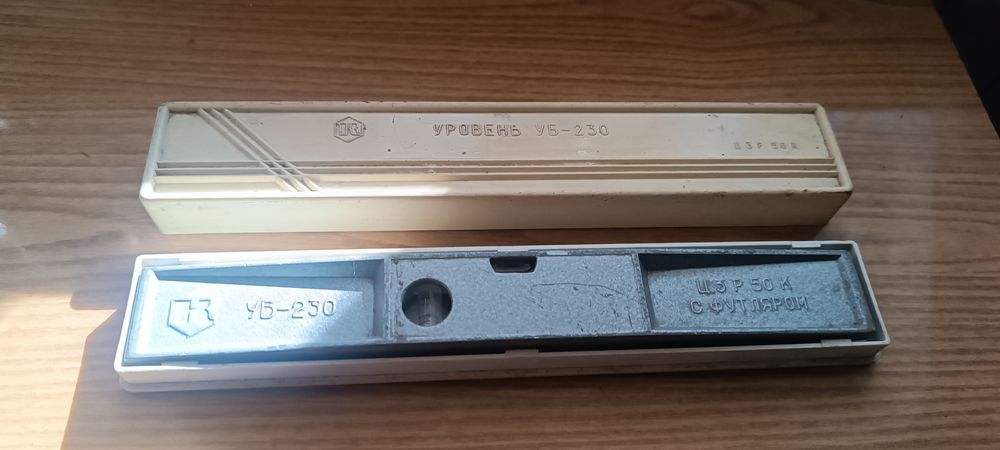 УРОВЕНЬ УБ-230
Ц 3 Р 50 К
УБ-230
Ц.3 Р 50 К
С ФУТЛЯРОМ